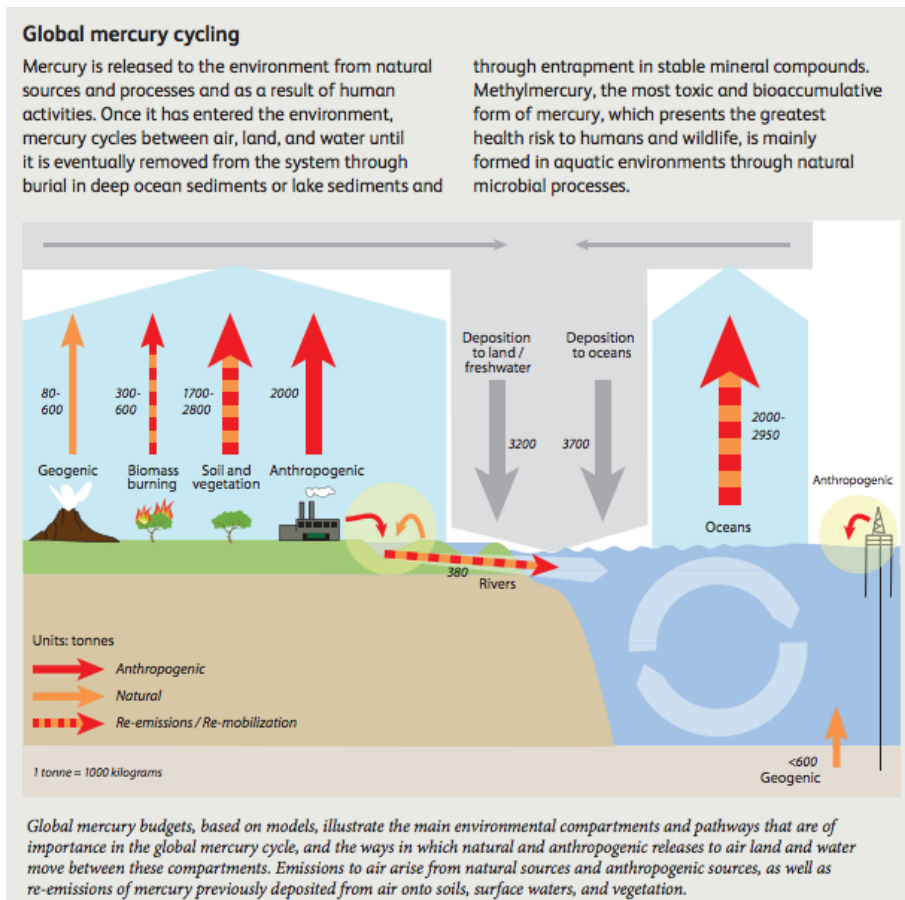 Global mercury cycling
Mercury is released to the environment from natural
sources and processes and as a result of human
activities. Once it has entered the environment,
mercury cycles between air, land, and water until
it is eventually removed from the system through
burial in deep ocean sediments or lake sediments and
through entrapment in stable mineral compounds.
Methylmercury, the most toxic and bioaccumulative
form of mercury, which presents the greatest
health risk to humans and wildlife, is mainly
formed in aquatic environments through natural
microbial processes.
80-
600
Geogenic
300-
600
Biomass
burning
1700-
2800
Soil and
vegetation
2000
Anthropogenic
Deposition
to land /
freshwater
3200
Deposition
to oceans
3700
2000-
2950
Oceans
Anthropogenic
380
Rivers
Units: tonnes
Anthropogenic
Natural
Re-emissions / Re-mobilization
1 tonne = 1000 kilograms
<600
Geogenic
Global mercury budgets, based on models, illustrate the main environmental compartments and pathways that are of
importance in the global mercury cycle, and the ways in which natural and anthropogenic releases to air land and water
move between these compartments. Emissions to air arise from natural sources and anthropogenic sources, as well as
re-emissions of mercury previously deposited from air onto soils, surface waters, and vegetation.